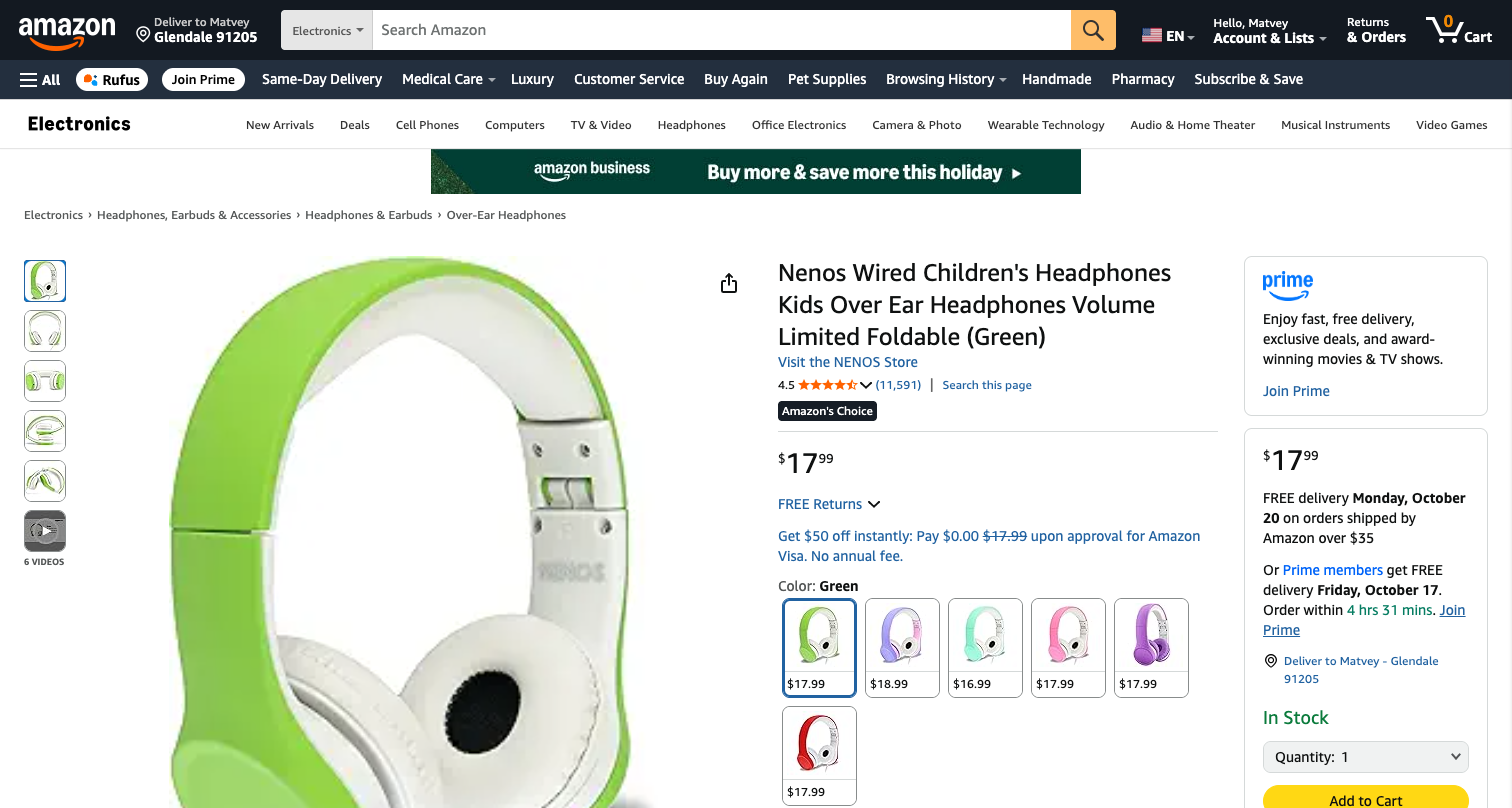 amazon
Deliver to Matvey
Glendale 91205
Electronics
Search Amazon
EN
Hello, Matvey
Account & Lists
Returns
& Orders
0
Cart
All
Rufus
Join Prime
Same-Day Delivery
Medical Care
Luxury
Customer Service
Buy Again
Pet Supplies
Browsing History
Handmade
Pharmacy
Subscribe & Save
Electronics
New Arrivals
Deals
Cell Phones
Computers
TV & Video
Headphones
Office Electronics
Camera & Photo
Wearable Technology
Audio & Home Theater
Musical Instruments
Video Games
amazon business
Buy more & save more this holiday ▸
Electronics › Headphones, Earbuds & Accessories › Headphones & Earbuds › Over-Ear Headphones
6 VIDEOS
NENOS
Nenos Wired Children's Headphones
Kids Over Ear Headphones Volume
Limited Foldable (Green)
Visit the NENOS Store
4.5 (11,591) | Search this page
Amazon's Choice
$17 99
FREE Returns
Get $50 off instantly: Pay $0.00 $17.99 upon approval for Amazon
Visa. No annual fee.
Color: Green
$17.99
$18.99
$16.99
$17.99
$17.99
$17.99
prime
Enjoy fast, free delivery,
exclusive deals, and award-
winning movies & TV shows.
Join Prime
$17 99
FREE delivery Monday, October
20 on orders shipped by
Amazon over $35
Or Prime members get FREE
delivery Friday, October 17.
Order within 4 hrs 31 mins. Join
Prime
Deliver to Matvey - Glendale
91205
In Stock
Quantity: 1
Add to Cart